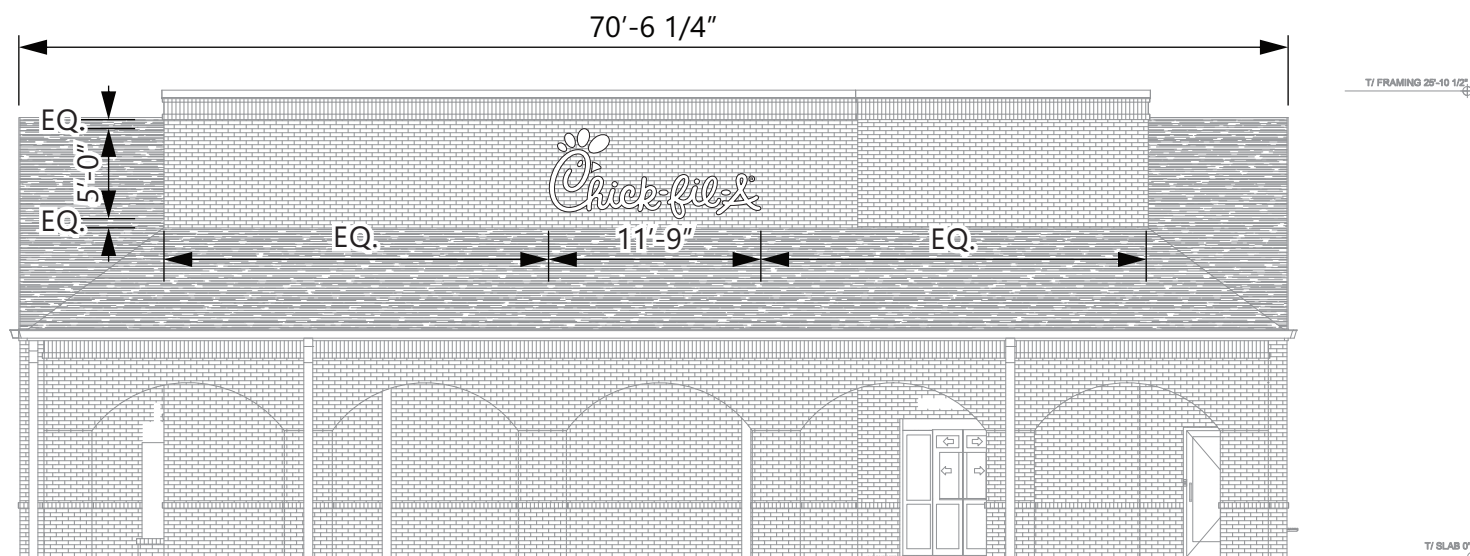 70'-6 1/4"
T/ FRAMING 25'-10 1/2"
EQ.
5'-0"
EQ.
Chick-fil-A®
EQ.
11'-9"
EQ.
T/ SLAB 0"